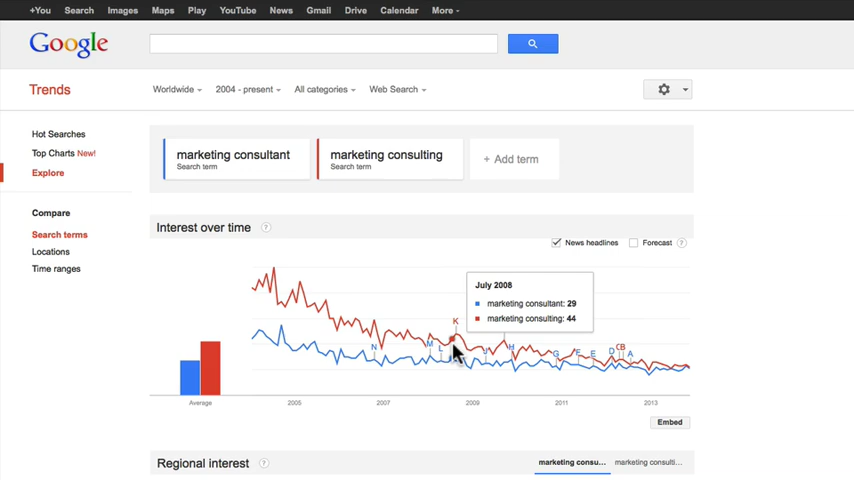 +You Search Images Maps Play YouTube News Gmail Drive Calendar More
Google
Trends
Worldwide 2004 - present All categories Web Search
Hot Searches
Top Charts New!
Explore
Compare
Search terms
Locations
Time ranges
marketing consultant
Search term
marketing consulting
Search term
+ Add term
Interest over time ?
News headlines Forecast ?
July 2008
marketing consultant: 29
marketing consulting: 44
K
N M L J H G F E D C B A
Average 2005 2007 2009 2011 2013
Embed
Regional interest ?
marketing consu... marketing consulti...